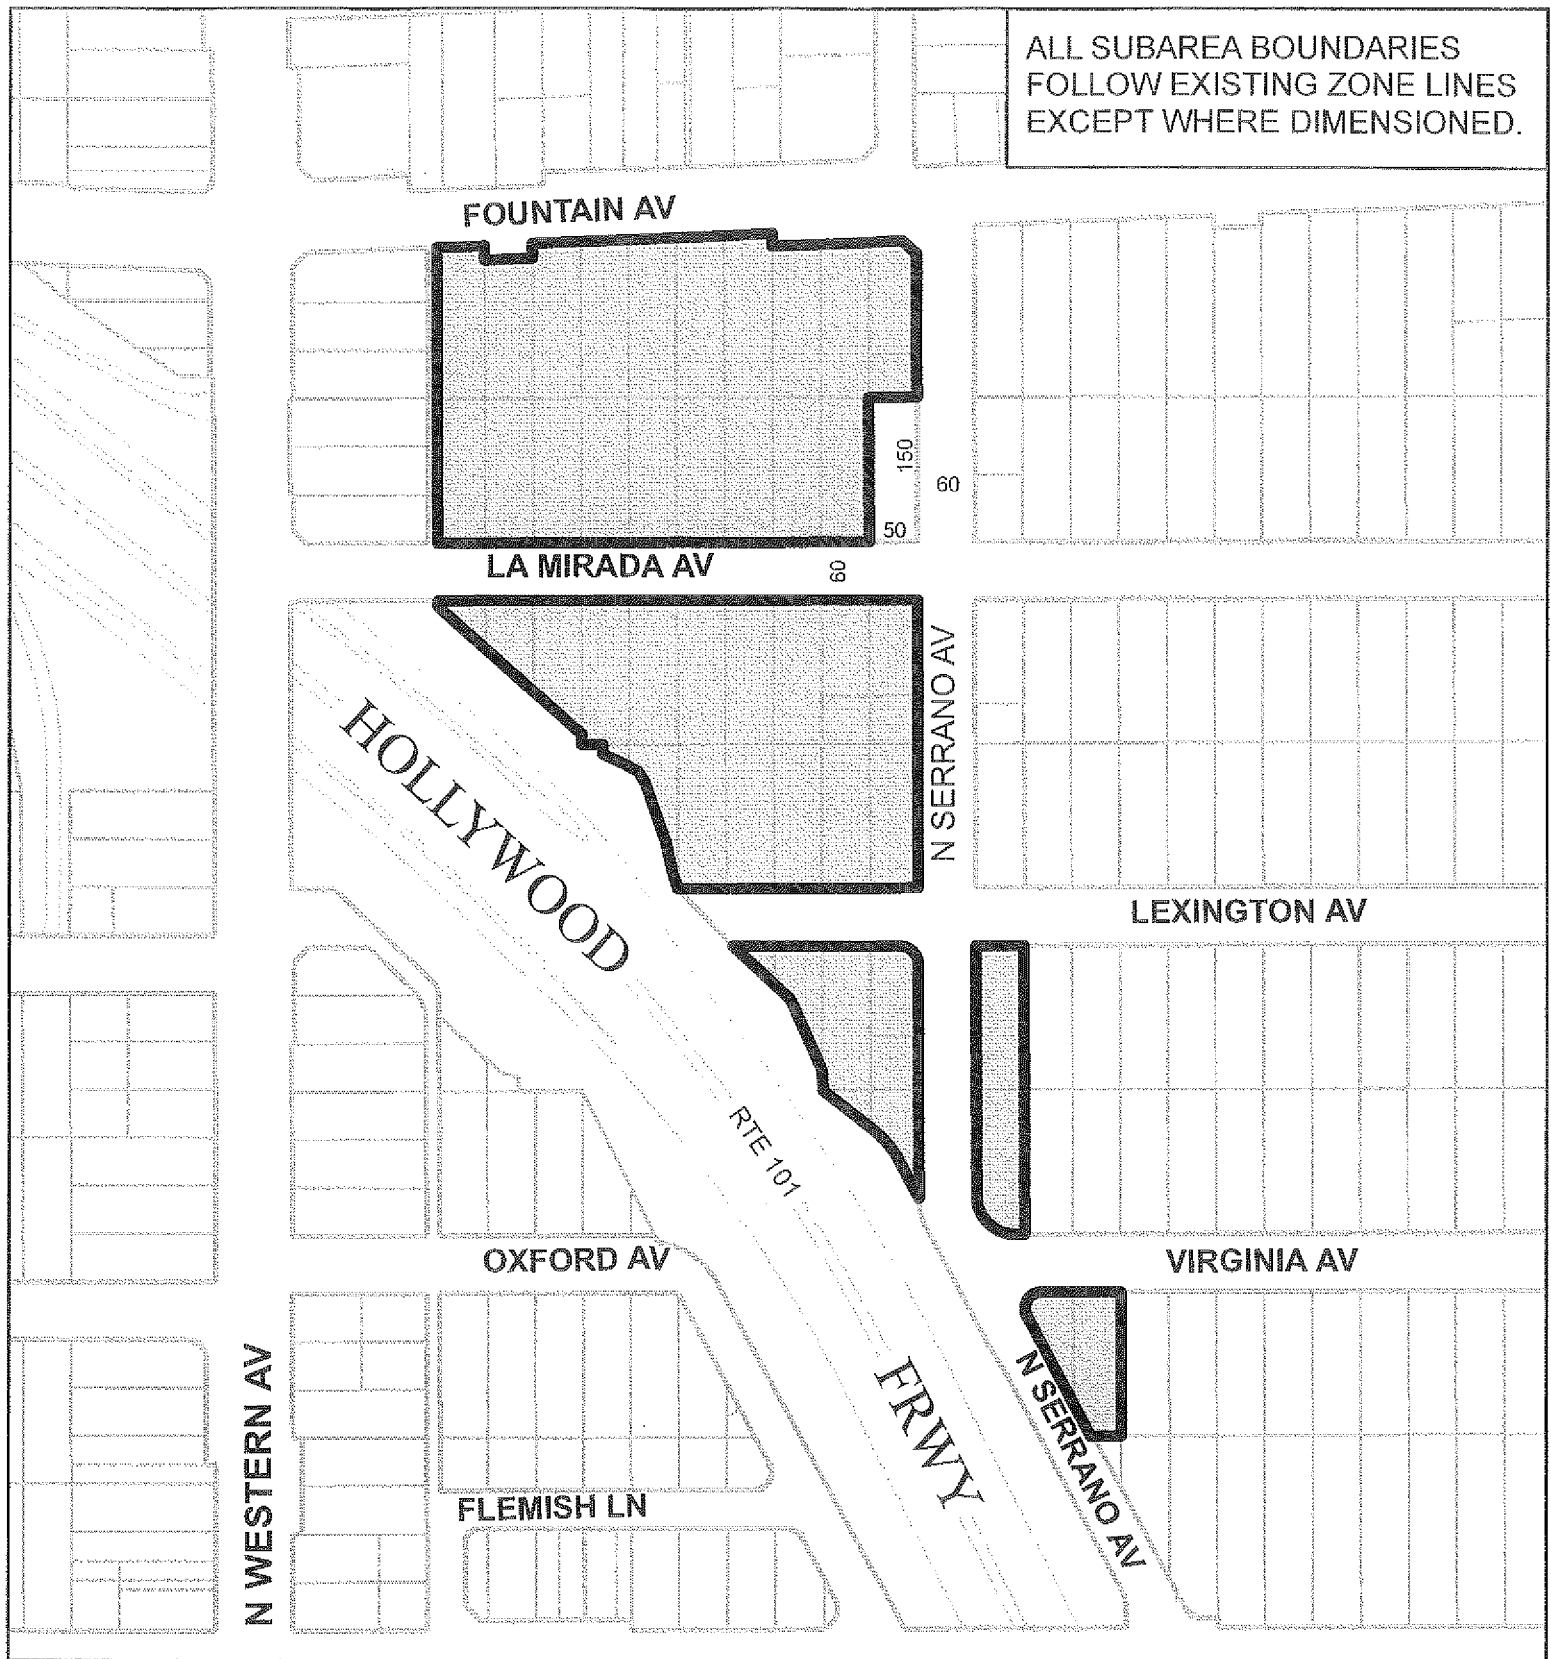 ALL SUBAREA BOUNDARIES
FOLLOW EXISTING ZONE LINES
EXCEPT WHERE DIMENSIONED.
FOUNTAIN AV
150
60
50
LA MIRADA AV
60
N SERRANO AV
HOLLYWOOD
LEXINGTON AV
RTE 101
OXFORD AV
VIRGINIA AV
N WESTERN AV
FRWY
N SERRANO AV
FLEMISH LN